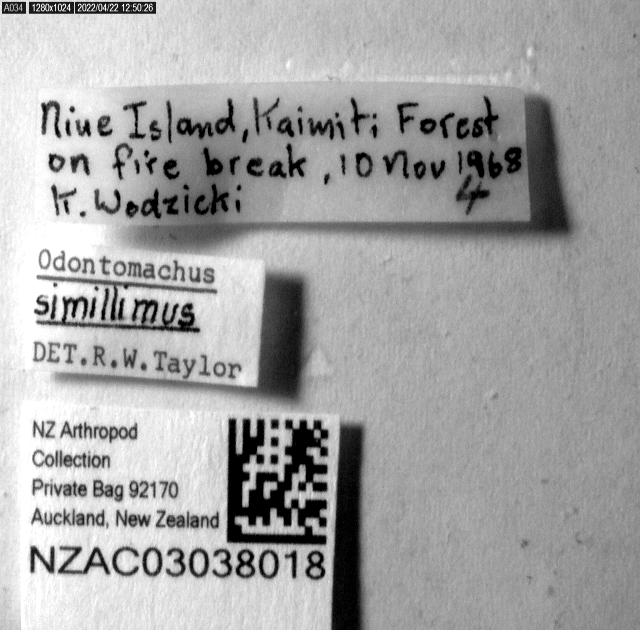 A034 1280x1024 2022/04/22 12:50:26
Niue Island, Kaimiti Forest
on fire break, 10 Nov 1968
K. Wodzicki 4
Odontomachus
simillimus
DET.R.W.Taylor
NZ Arthropod
Collection
Private Bag 92170
Auckland, New Zealand
NZAC03038018